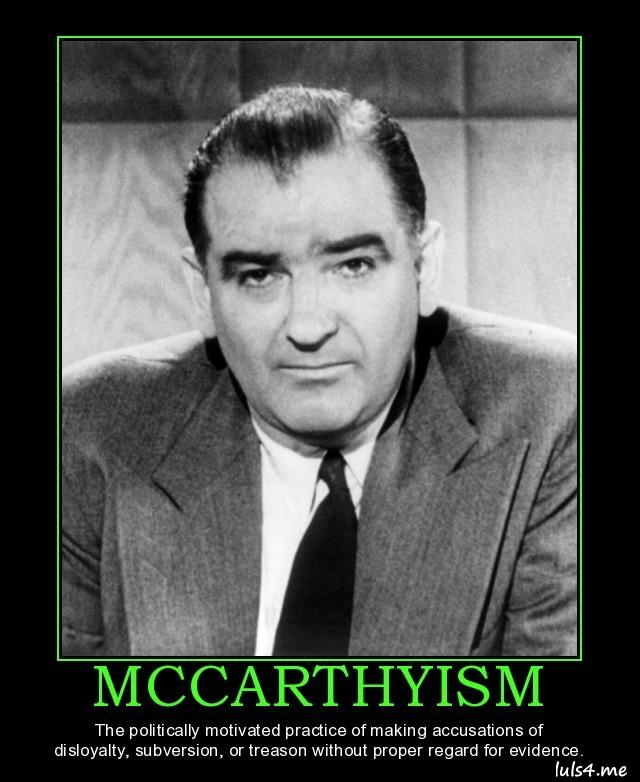 MCCARTHYISM
The politically motivated practice of making accusations of
disloyalty, subversion, or treason without proper regard for evidence.
luls4.me